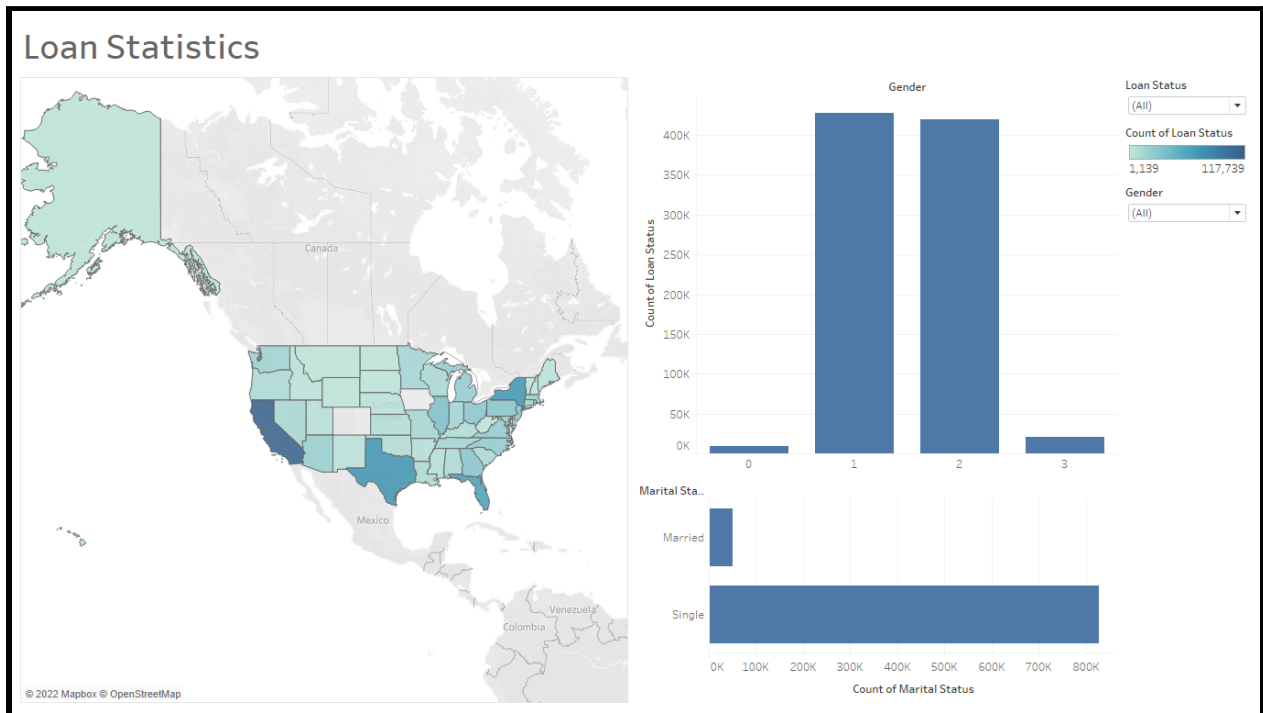 Loan Statistics
Canada
United
Mexico
Venezuela
Colombia
© 2022 Mapbox © OpenStreetMap
Gender
Count of Loan Status
400K
350K
300K
250K
200K
150K
100K
50K
0K
0 1 2 3
Marital Sta..
Married
Single
0K 100K 200K 300K 400K 500K 600K 700K 800K
Count of Marital Status
Loan Status
(All)
Count of Loan Status
1,139 117,739
Gender
(All)